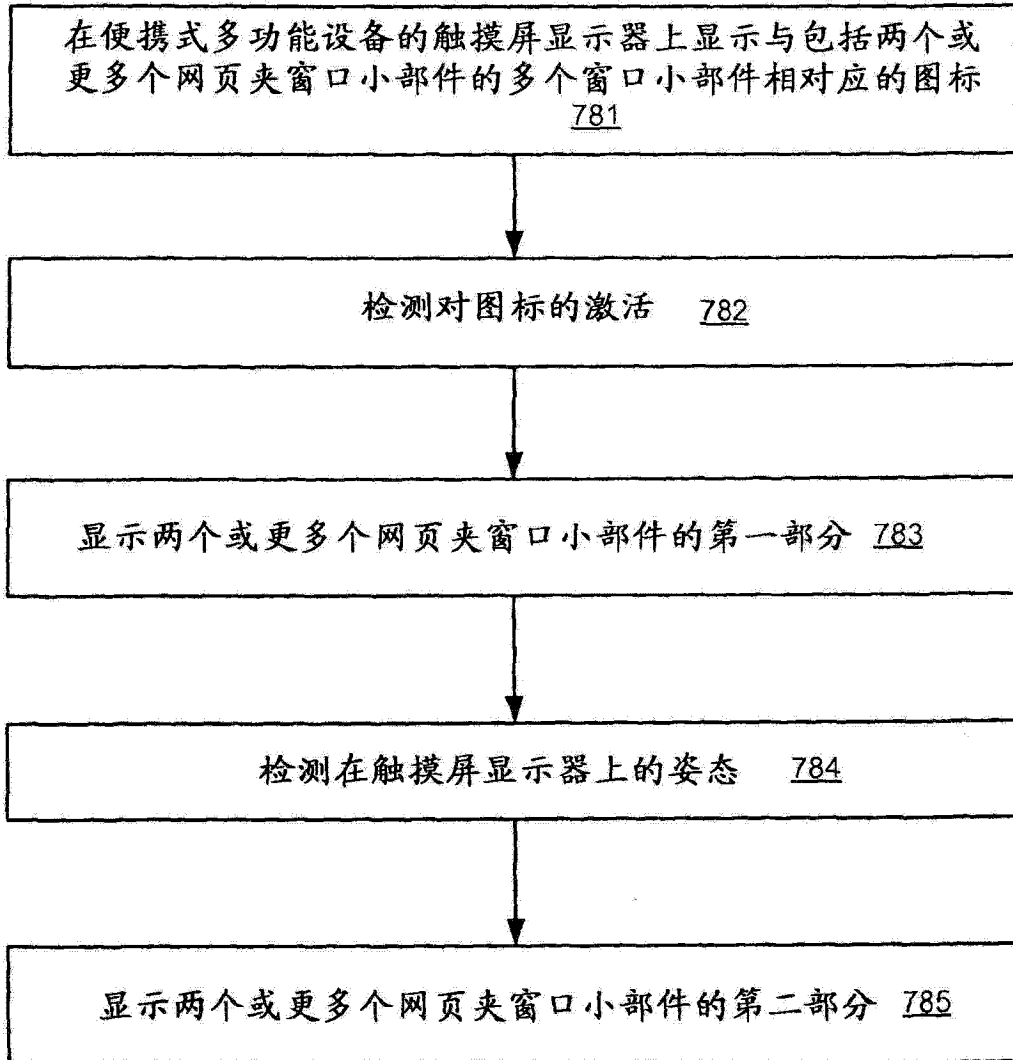 在便携式多功能设备的触摸屏显示器上显示与包括两个或
更多个网页夹窗口小部件的多个窗口小部件相对应的图标
781
检测对图标的激活 782
显示两个或更多个网页夹窗口小部件的第一部分 783
检测在触摸屏显示器上的姿态 784
显示两个或更多个网页夹窗口小部件的第二部分 785